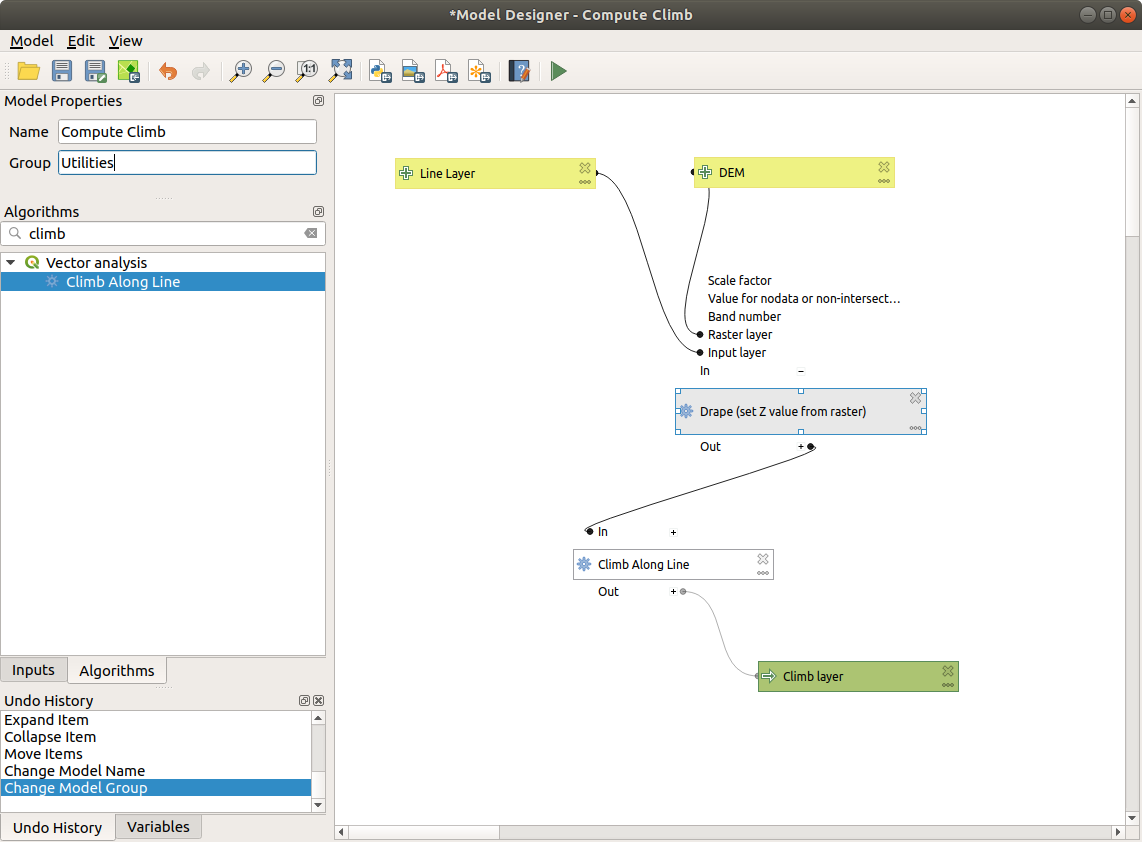 *Model Designer - Compute Climb
Model Edit View
1:1
Model Properties
Name Compute Climb
Group Utilities
Algorithms
climb
Vector analysis
Climb Along Line
Inputs Algorithms
Undo History
Expand Item
Collapse Item
Move Items
Change Model Name
Change Model Group
Undo History Variables
Line Layer
DEM
Scale factor
Value for nodata or non-intersect...
Band number
Raster layer
Input layer
In -
Drape (set Z value from raster)
Out +
In +
Climb Along Line
Out +
Climb layer